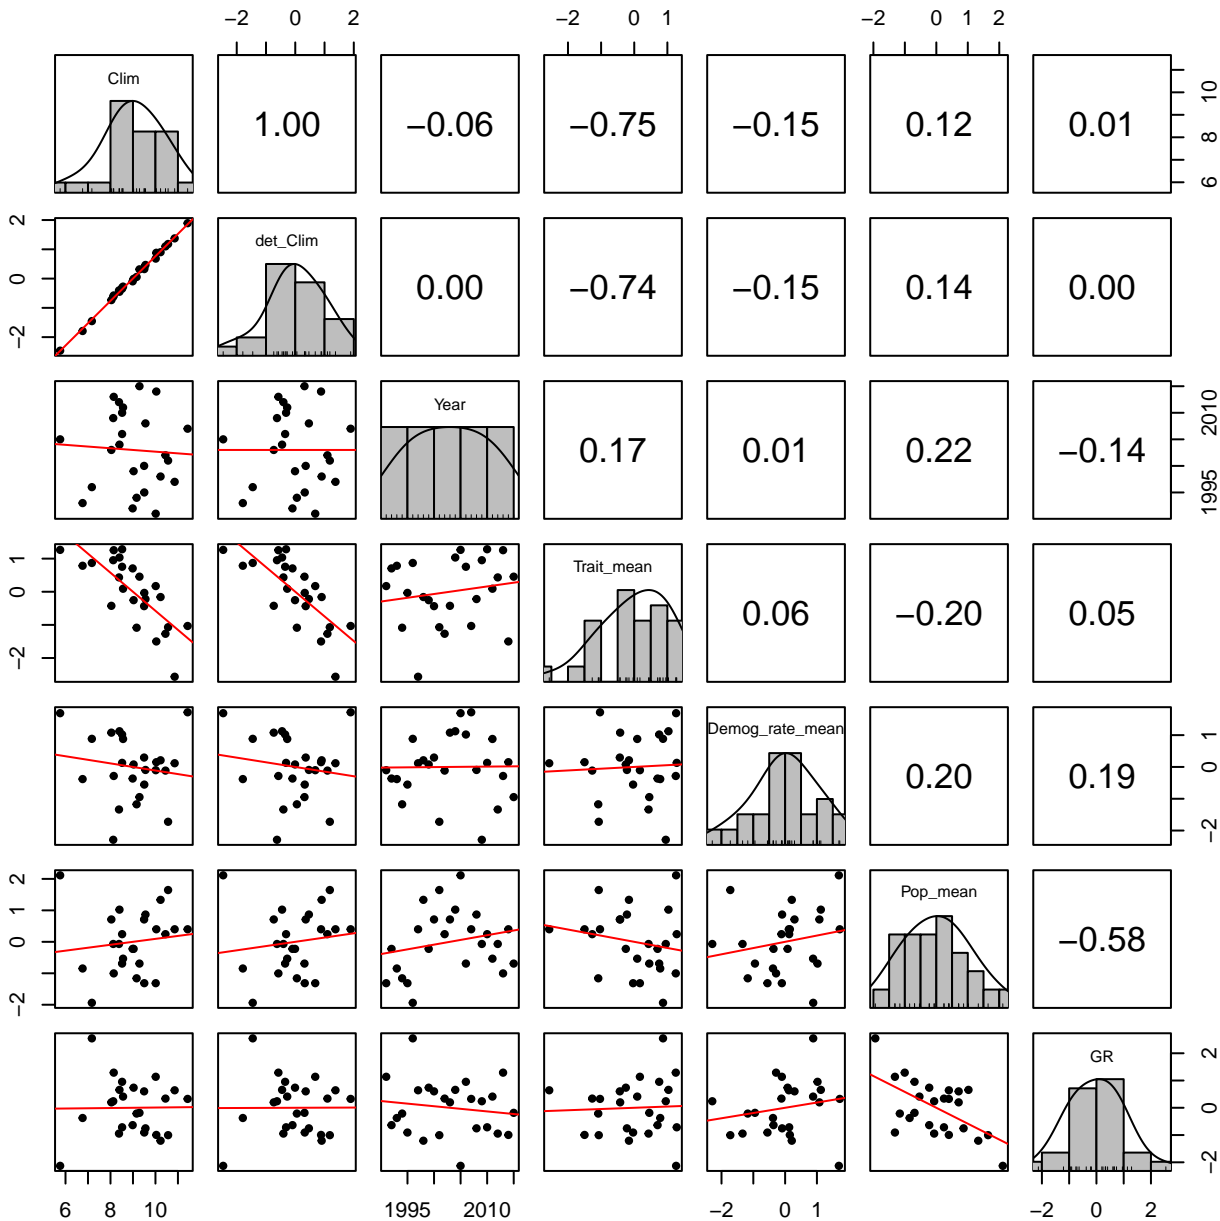 −2 0 2 −2 0 1 −2 0 1 2
Clim 1.00 −0.06 −0.75 −0.15 0.12 0.01 6 8 10
−2 0 2 det_Clim 0.00 −0.74 −0.15 0.14 0.00
Year 0.17 0.01 0.22 −0.14 1995 2010
−2 0 1 Trait_mean 0.06 −0.20 0.05
Demog_rate_mean 0.20 0.19 −2 0 1
−2 0 1 2 Pop_mean −0.58
GR −2 0 2
6 8 10 1995 2010 −2 0 1 −2 0 2